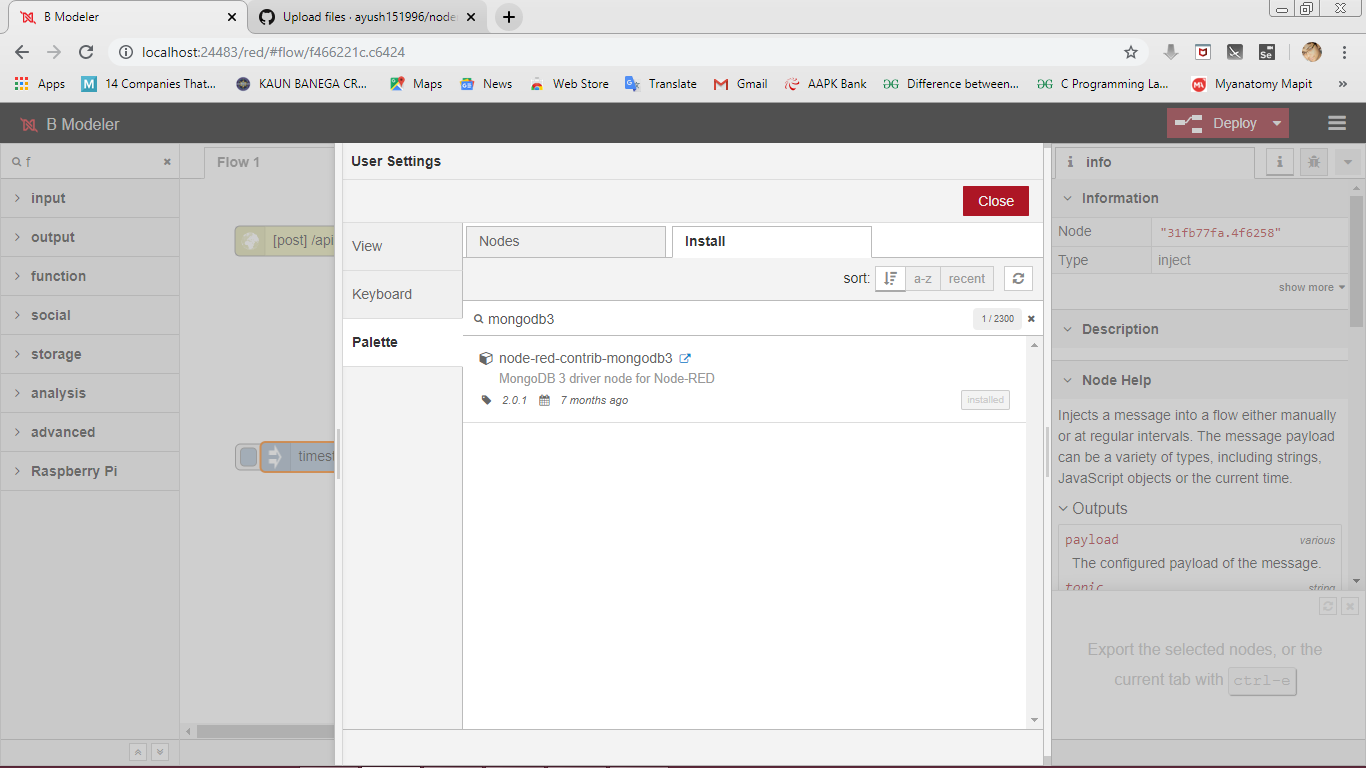 B Modeler
Upload files · ayush151996/node
localhost:24483/red/#flow/f466221c.c6424
Apps
14 Companies That...
KAUN BANEGA CR...
Maps
News
Web Store
Translate
Gmail
AAPK Bank
Difference between...
C Programming La...
Myanatomy Mapit
B Modeler
Deploy
f
Flow 1
User Settings
info
Close
input
output
function
social
storage
analysis
advanced
Raspberry Pi
[post] /api
timest
View
Keyboard
Palette
Nodes
Install
sort:
a-z
recent
mongodb3
1 / 2300
node-red-contrib-mongodb3
MongoDB 3 driver node for Node-RED
2.0.1
7 months ago
installed
Information
Node
"31fb77fa.4f6258"
Type
inject
show more
Description
Node Help
Injects a message into a flow either manually
or at regular intervals. The message payload
can be a variety of types, including strings,
JavaScript objects or the current time.
Outputs
payload
various
The configured payload of the message.
topic
string
Export the selected nodes, or the
current tab with ctrl-e